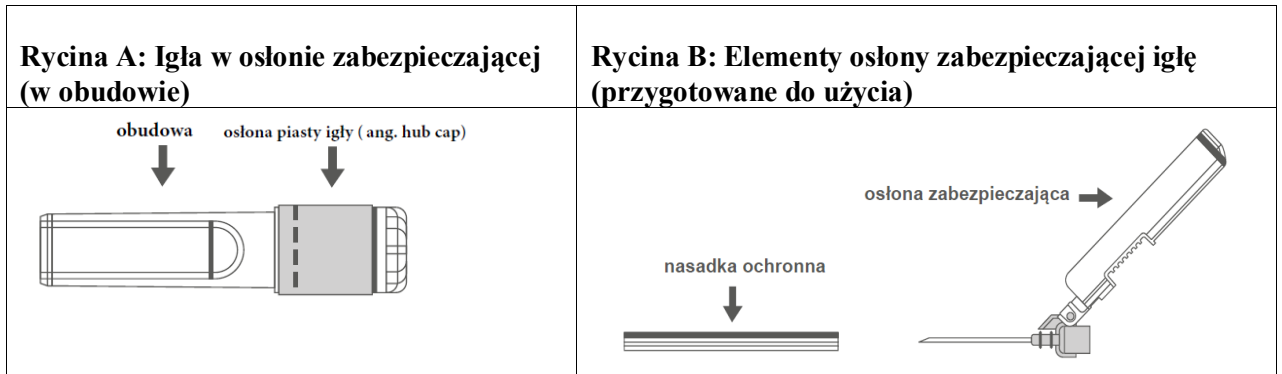 Rycina A: Igła w osłonie zabezpieczającej
(w obudowie)
Rycina B: Elementy osłony zabezpieczającej igłę
(przygotowane do użycia)
obudowa
osłona piasty igły ( ang. hub cap)
osłona zabezpieczająca
nasadka ochronna